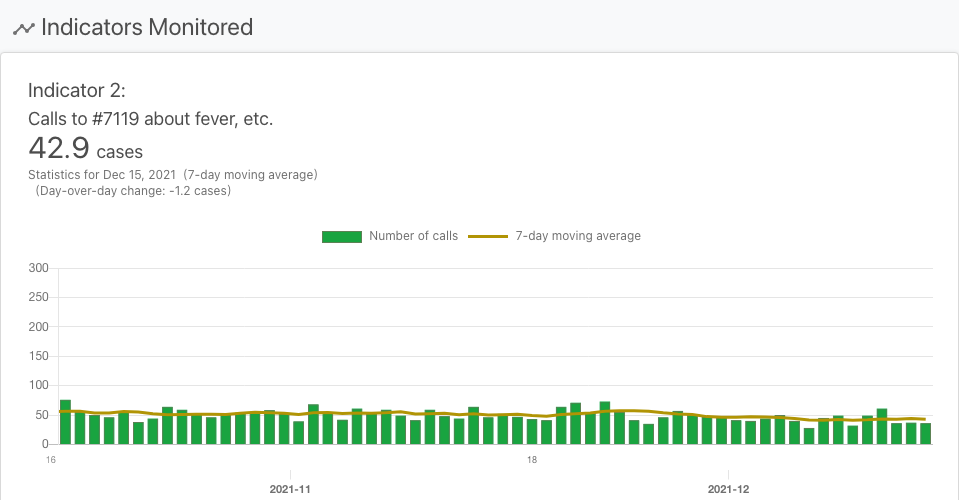 Indicators Monitored
Indicator 2:
Calls to #7119 about fever, etc.
42.9 cases
Statistics for Dec 15, 2021 (7-day moving average)
(Day-over-day change: -1.2 cases)
Number of calls 7-day moving average
300
250
200
150
100
50
0
16 18
2021-11 2021-12